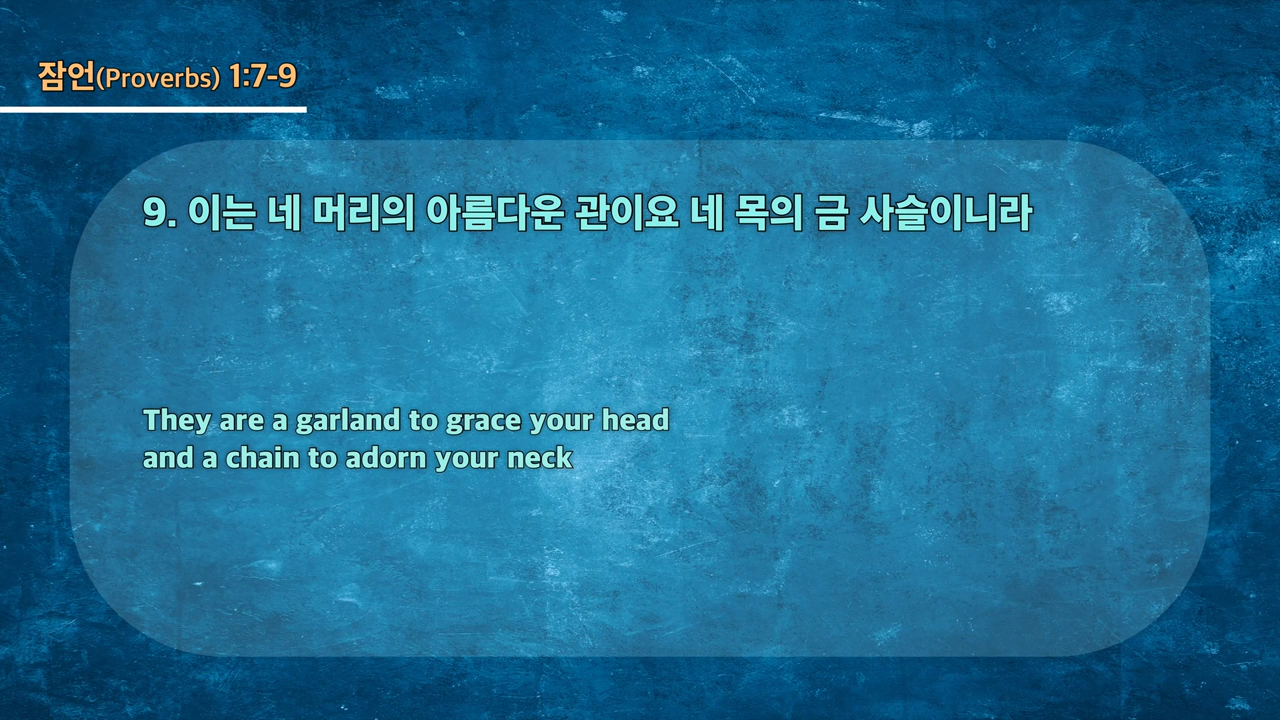 잠언(Proverbs) 1:7-9
9. 이는 네 머리의 아름다운 관이요 네 목의 금 사슬이니라
They are a garland to grace your head
and a chain to adorn your neck